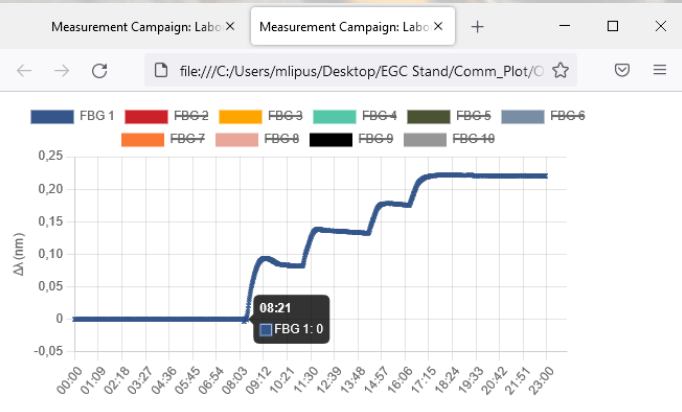 Measurement Campaign: Labo Measurement Campaign: Labo
file:///C:/Users/mlipus/Desktop/EGC Stand/Comm_Plot/O
FBG 1 FBG 2 FBG 3 FBG 4 FBG 5 FBG 6
FBG 7 FBG 8 FBG 9 FBG 10
0,25
0,20
0,15
0,10
0,05
0
-0,05
Δλ(nm)
08:21
FBG 1: 0
00:00 01:09 02:18 03:27 04:36 05:45 06:54 08:03 09:12 10:21 11:30 12:39 13:48 14:57 16:06 17:15 18:24 19:33 20:42 21:51 23:00